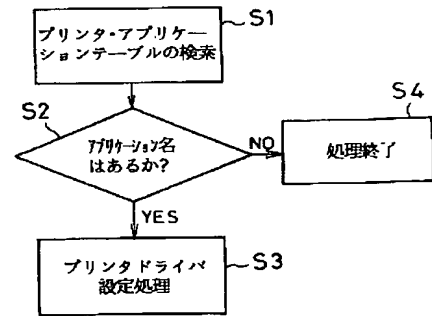 S1
プリンタ・アプリケー
ションテーブルの検索
S2
アプリケーション名
はあるか?
NO
S4
処理終了
YES
プリンタドライバ
設定処理
S3